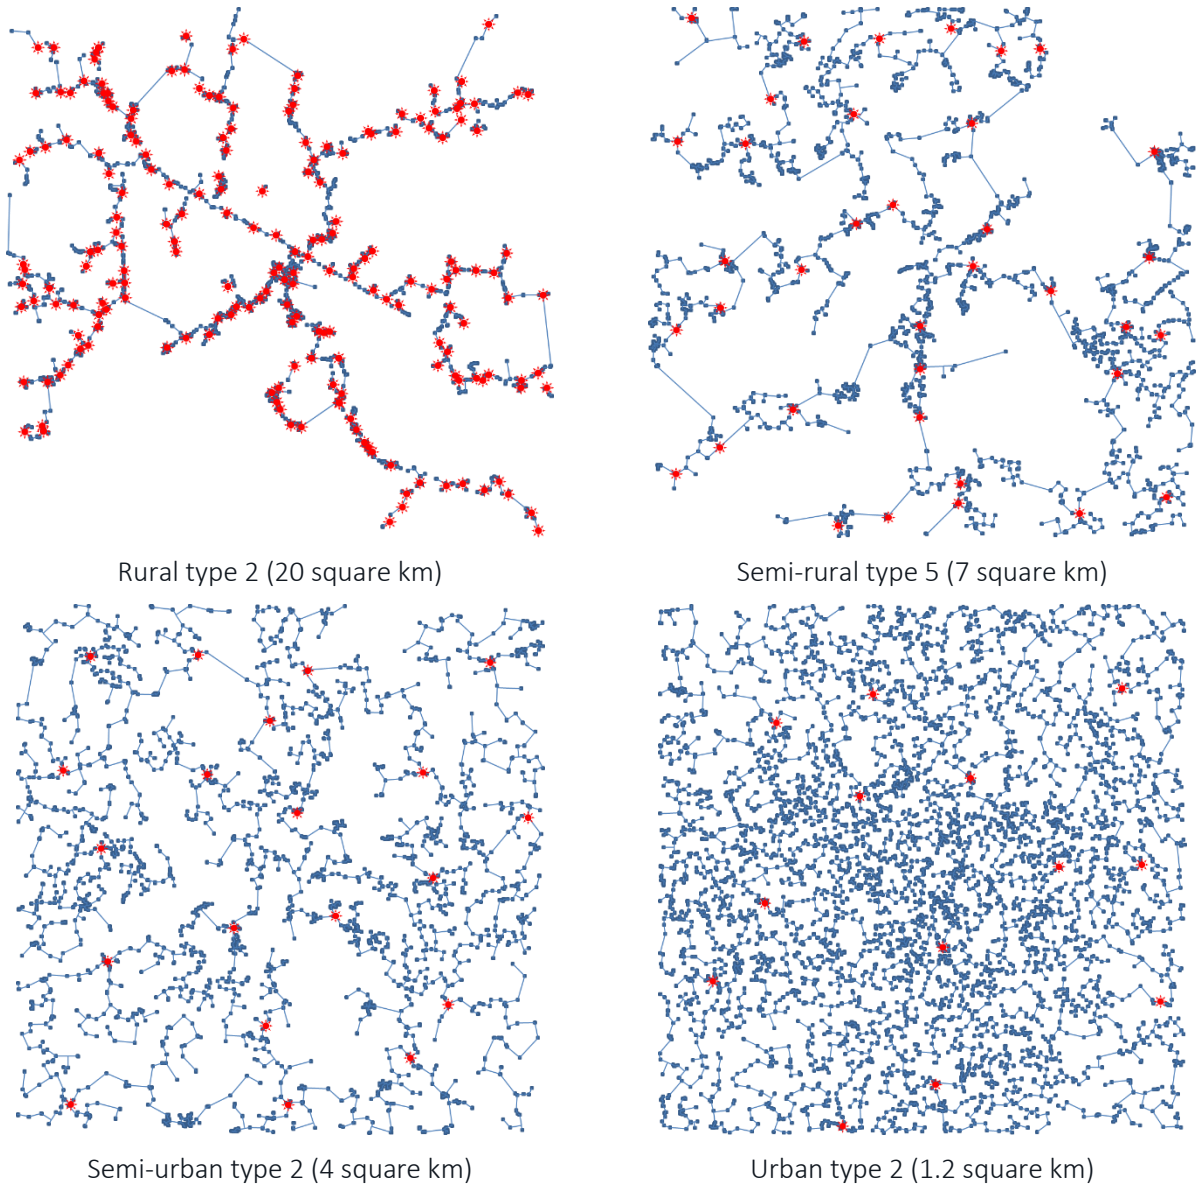 Rural type 2 (20 square km)
Semi-rural type 5 (7 square km)
Semi-urban type 2 (4 square km)
Urban type 2 (1.2 square km)